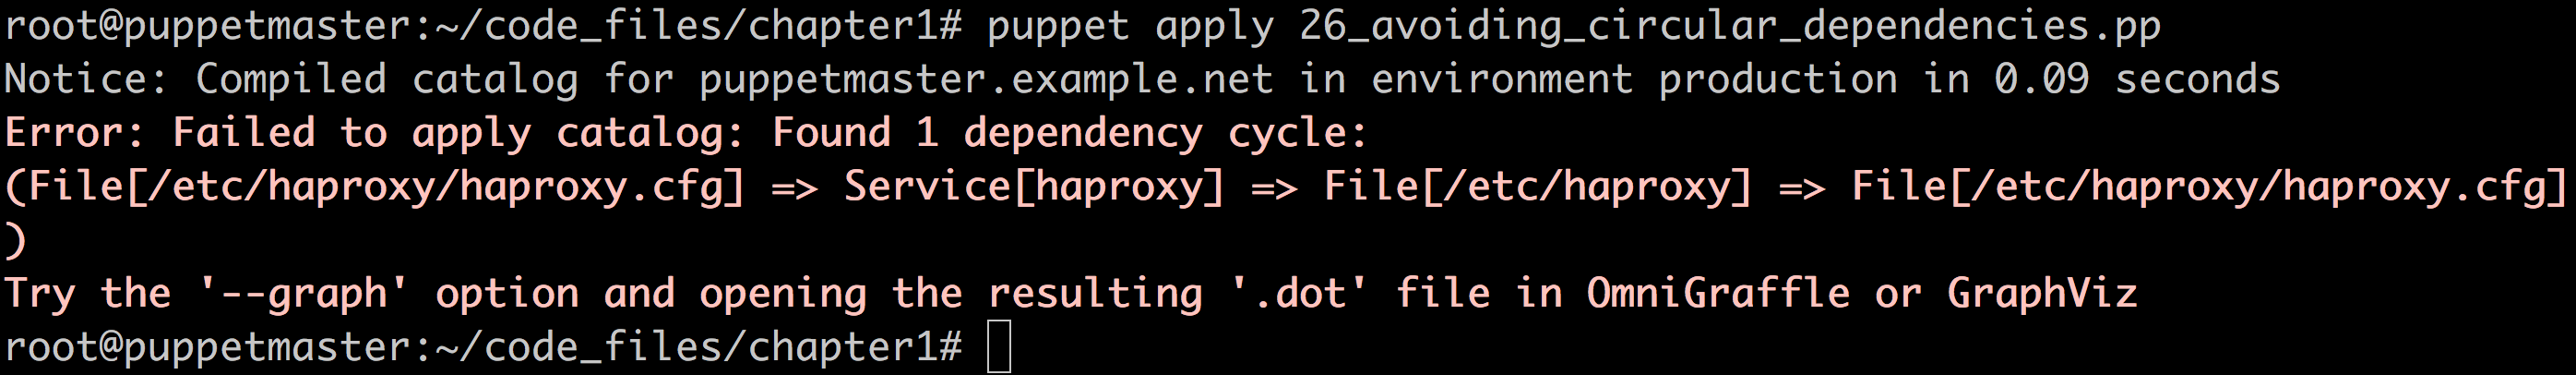 root@puppetmaster:~/code_files/chapter1# puppet apply 26_avoiding_circular_dependencies.pp
Notice: Compiled catalog for puppetmaster.example.net in environment production in 0.09 seconds
Error: Failed to apply catalog: Found 1 dependency cycle:
(File[/etc/haproxy/haproxy.cfg] => Service[haproxy] => File[/etc/haproxy] => File[/etc/haproxy/haproxy.cfg]
)
Try the '--graph' option and opening the resulting '.dot' file in OmniGraffle or GraphViz
root@puppetmaster:~/code_files/chapter1#